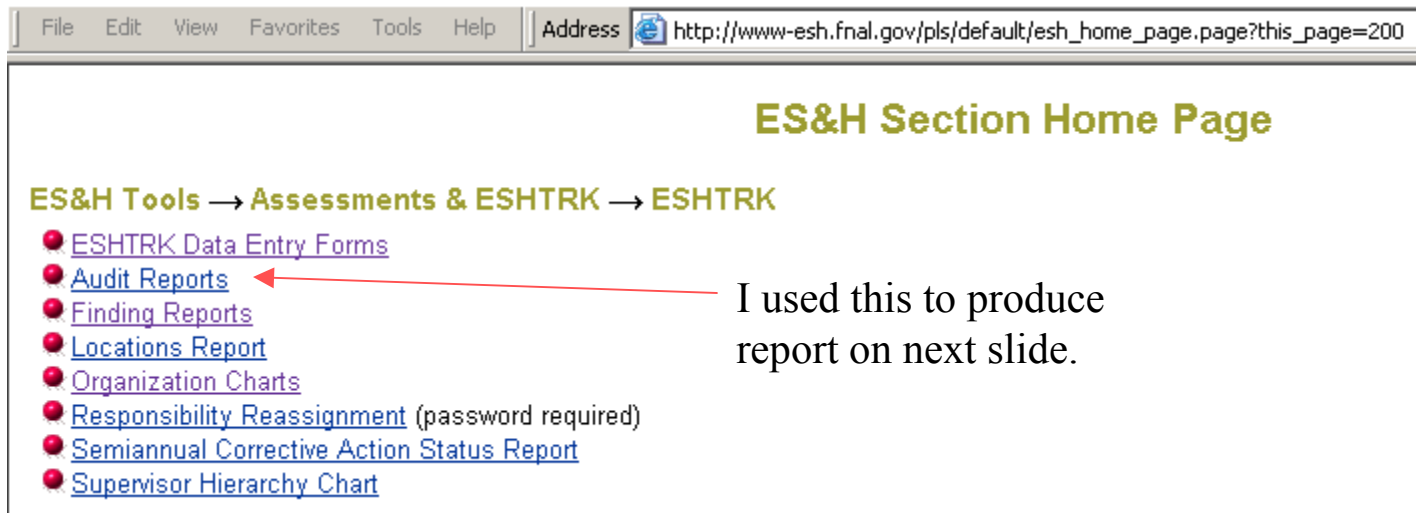 File Edit View Favorites Tools Help Address http://www-esh.fnal.gov/pls/default/esh_home_page.page?this_page=200
ES&H Section Home Page
ES&H Tools → Assessments & ESHTRK → ESHTRK
ESHTRK Data Entry Forms
Audit Reports
Finding Reports
Locations Report
Organization Charts
Responsibility Reassignment (password required)
Semiannual Corrective Action Status Report
Supervisor Hierarchy Chart
I used this to produce
report on next slide.